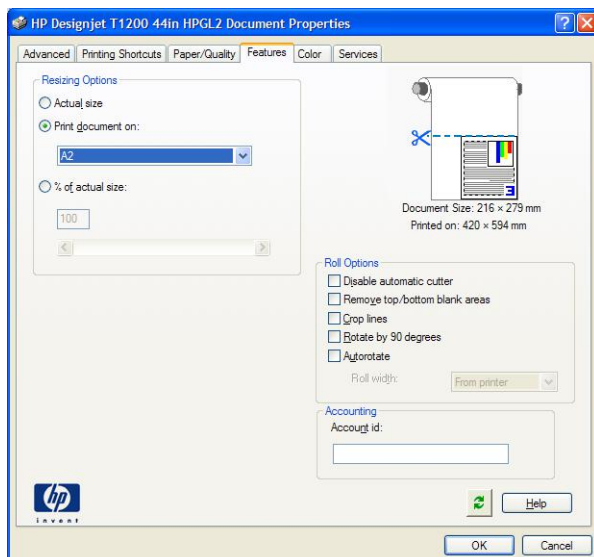 HP Designjet T1200 44in HPGL2 Document Properties
Advanced Printing Shortcuts Paper/Quality Features Color Services
Resizing Options
Actual size
Print document on:
A2
% of actual size:
100
Document Size: 216 × 279 mm
Printed on: 420 × 594 mm
Roll Options
Disable automatic cutter
Remove top/bottom blank areas
Crop lines
Rotate by 90 degrees
Autorotate
Roll width: From printer
Accounting
Account id:
hp
invent
Help
OK Cancel